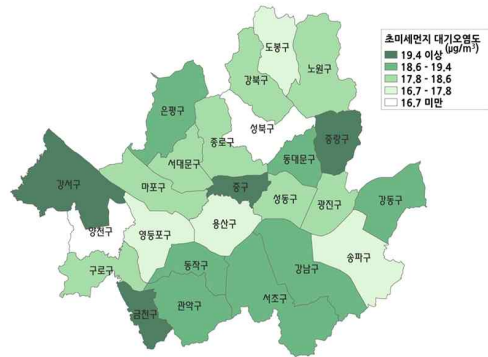 초미세먼지 대기오염도
(μg/m³)
19.4 이상
18.6 - 19.4
17.8 - 18.6
16.7 - 17.8
16.7 미만
도봉구
노원구
강북구
은평구
성북구
종로구
중랑구
서대문구
동대문구
강서구
마포구
중구
성동구
광진구
강동구
양천구
영등포구
용산구
송파구
구로구
동작구
강남구
서초구
금천구
관악구